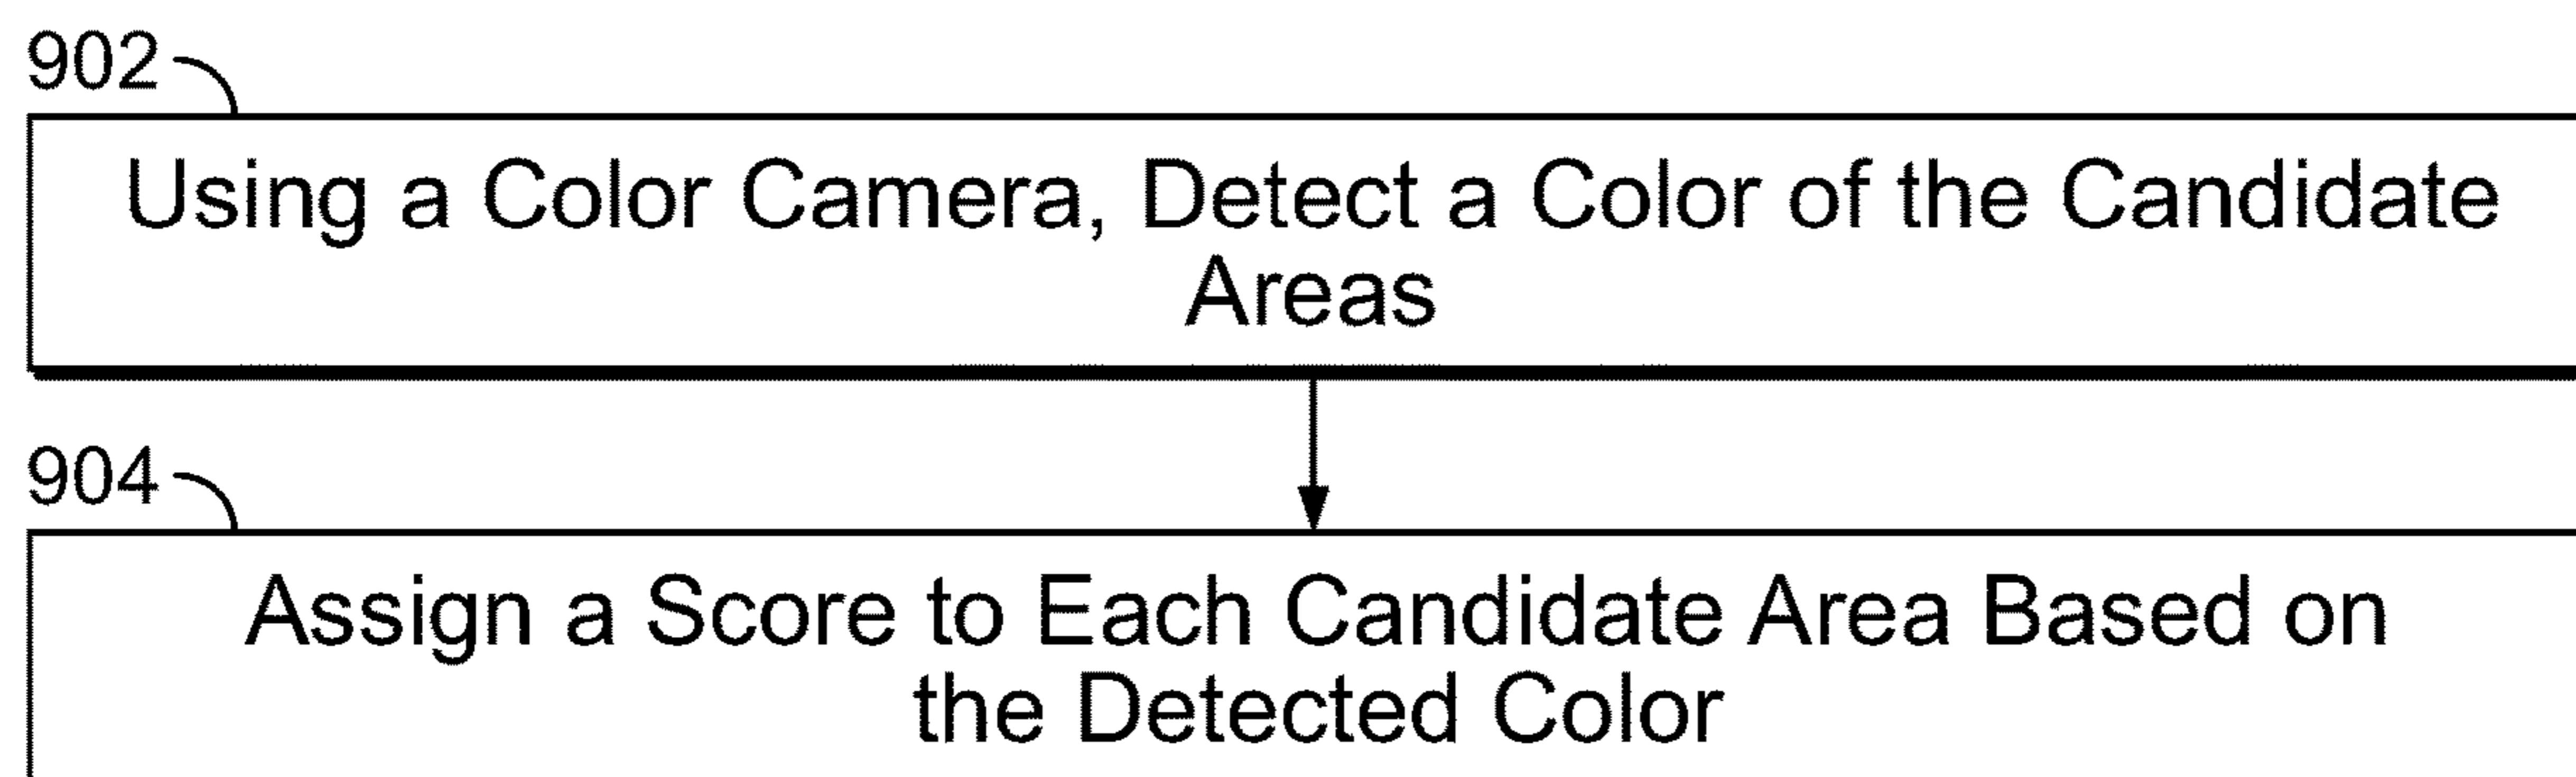 902
Using a Color Camera, Detect a Color of the Candidate
Areas
904
Assign a Score to Each Candidate Area Based on
the Detected Color